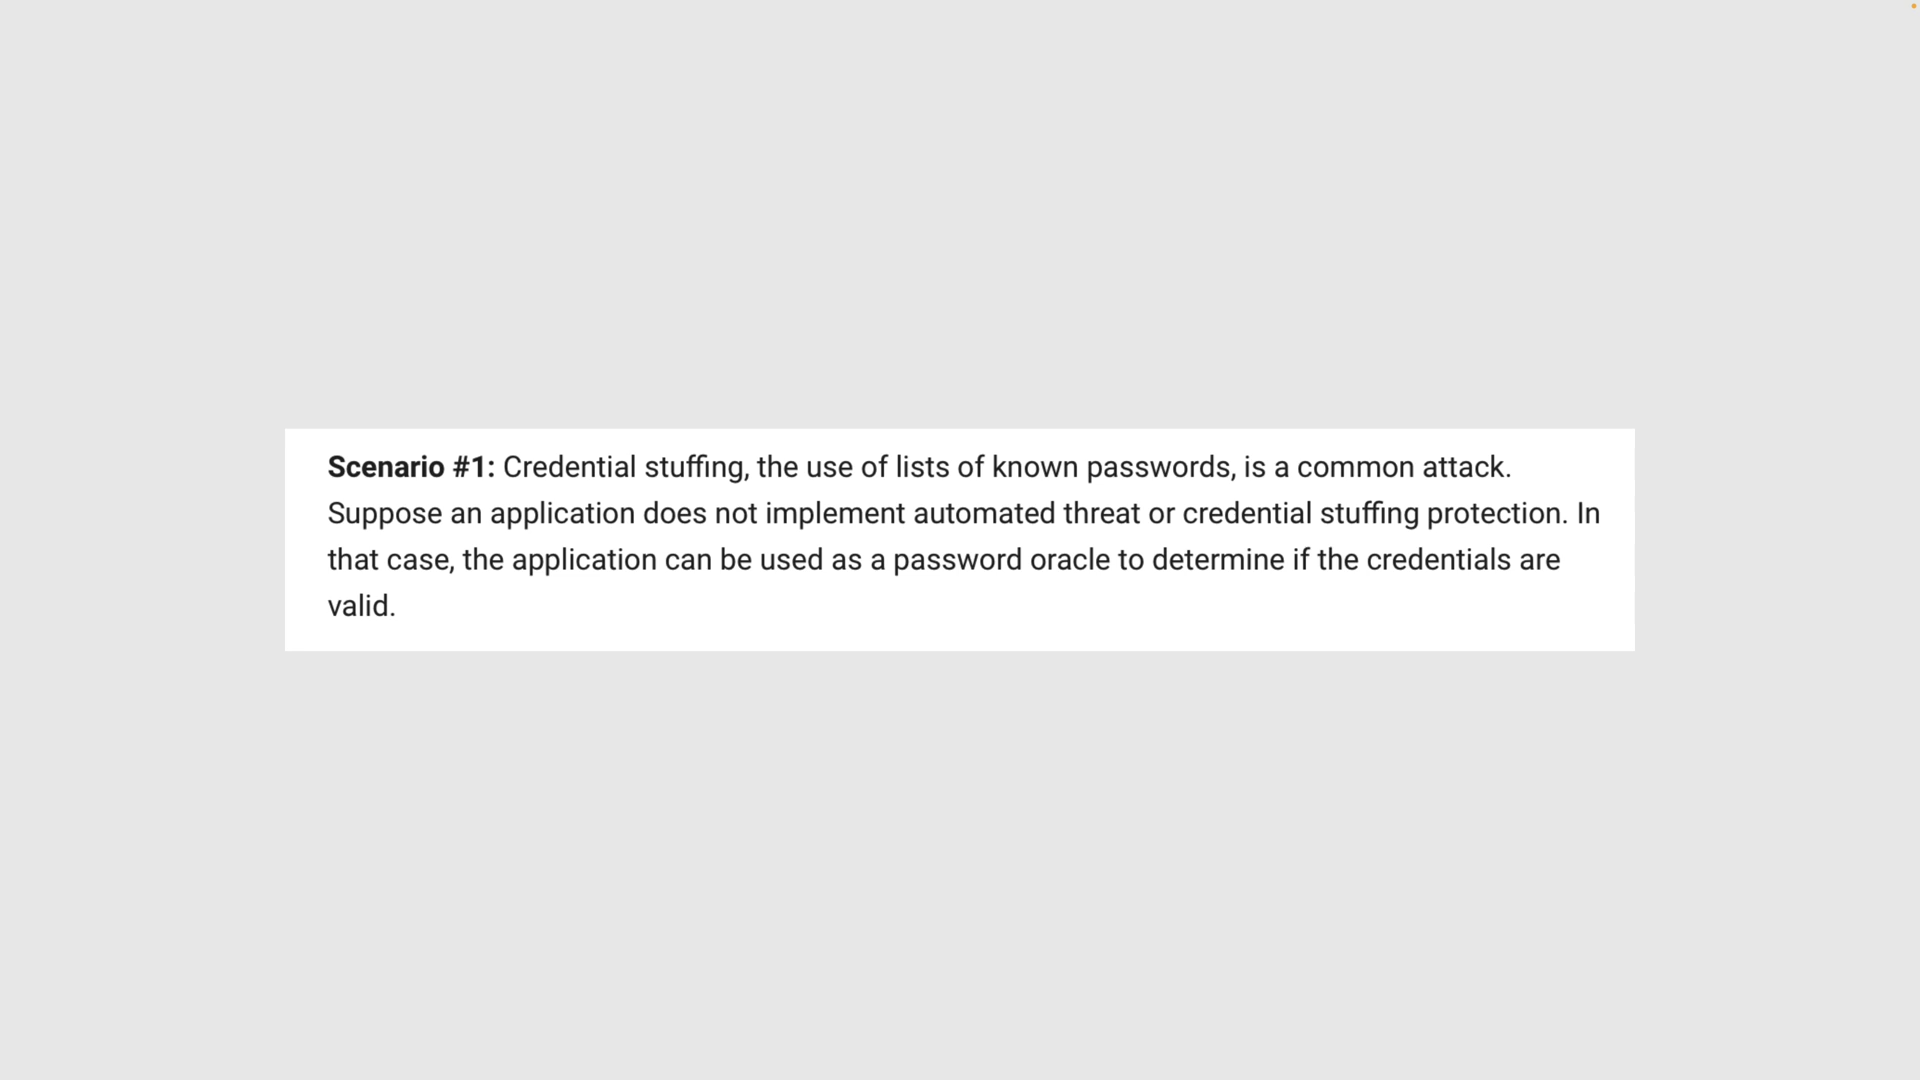 Scenario #1: Credential stuffing, the use of lists of known passwords, is a common attack.
Suppose an application does not implement automated threat or credential stuffing protection. In
that case, the application can be used as a password oracle to determine if the credentials are
valid.